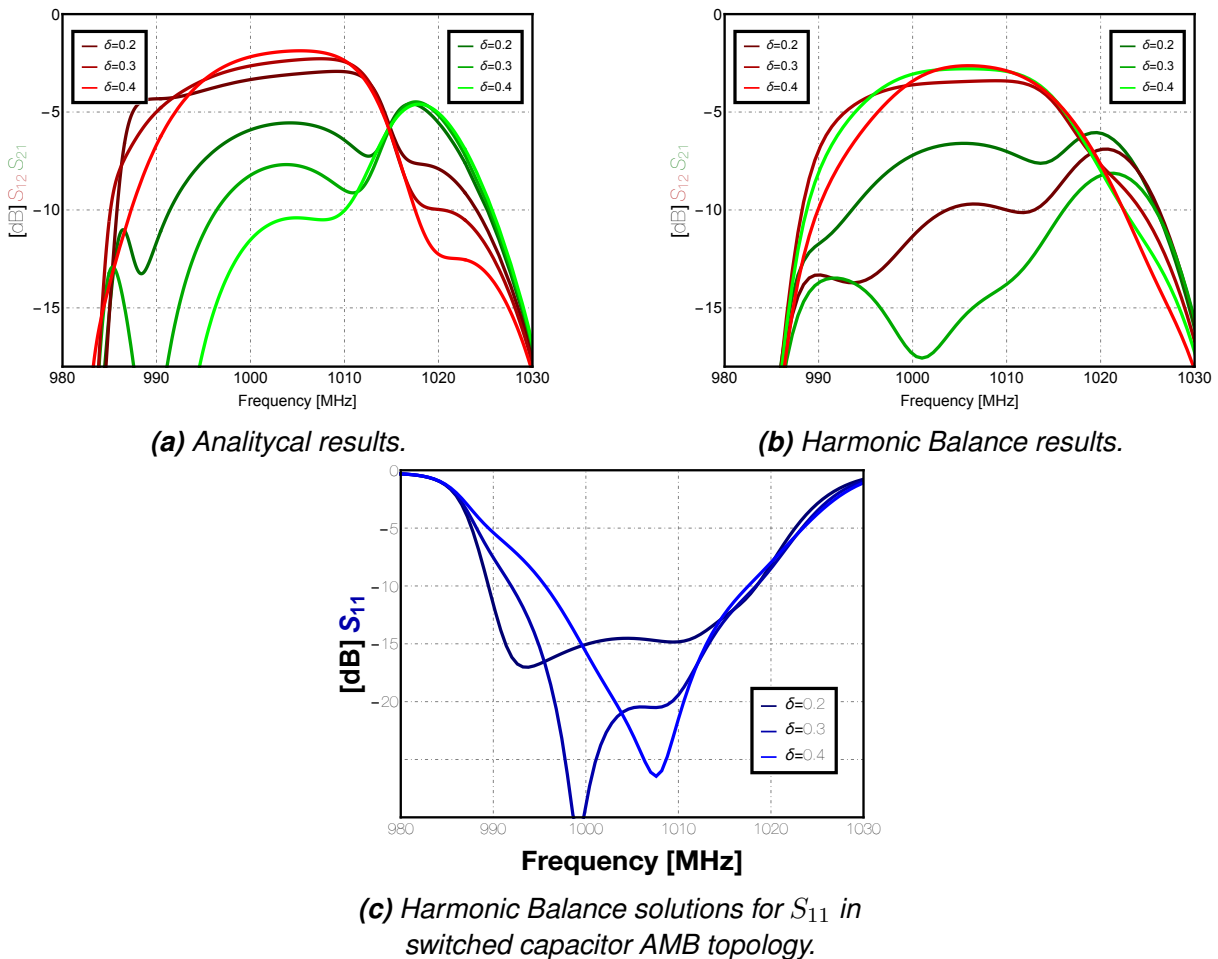 0
δ=0.2
δ=0.3
δ=0.4
δ=0.2
δ=0.3
δ=0.4
−5
−10
−15
[dB] S12 S21
980 990 1000 1010 1020 1030
Frequency [MHz]
(a) Analitycal results.
0
δ=0.2
δ=0.3
δ=0.4
δ=0.2
δ=0.3
δ=0.4
−5
−10
−15
[dB] S12 S21
980 990 1000 1010 1020 1030
Frequency [MHz]
(b) Harmonic Balance results.
0
−5
−10
−15
−20
[dB] S11
δ=0.2
δ=0.3
δ=0.4
980 990 1000 1010 1020 1030
Frequency [MHz]
(c) Harmonic Balance solutions for S11 in
switched capacitor AMB topology.